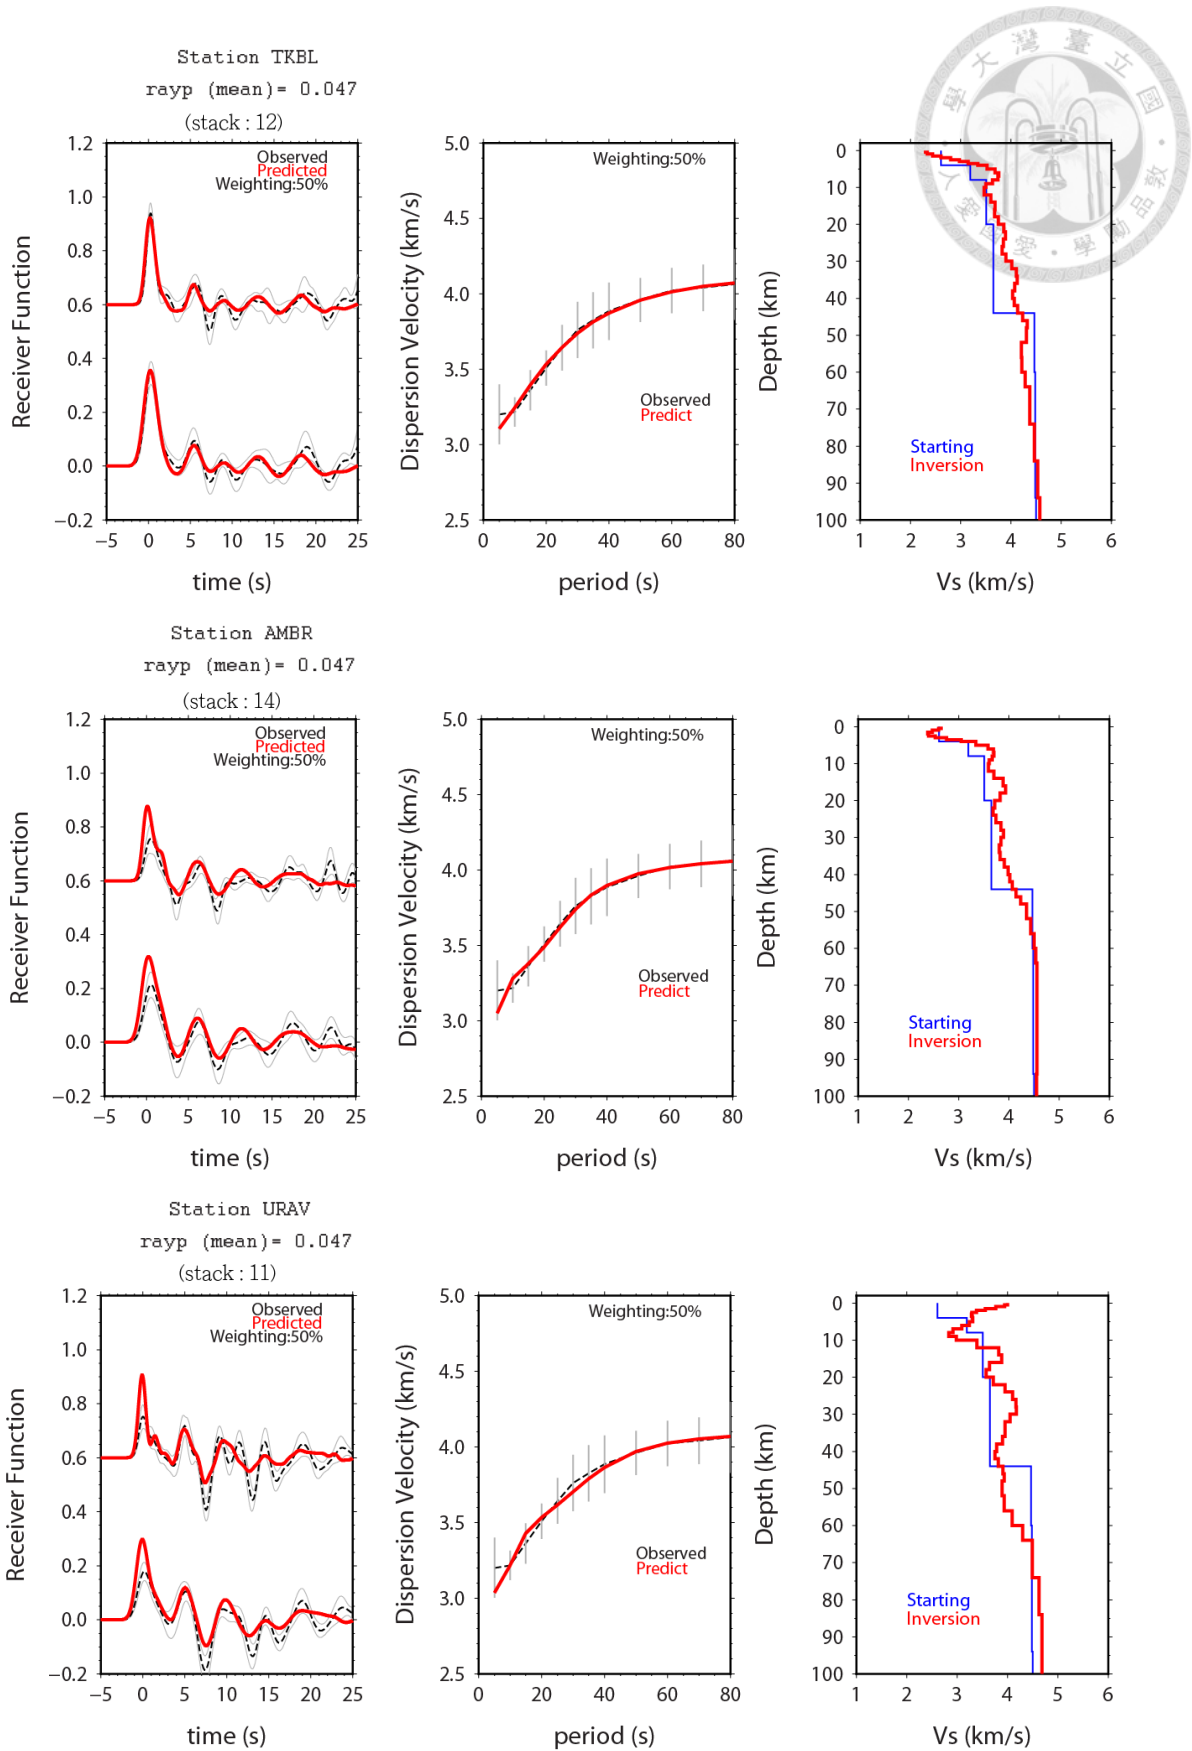 Station TKBL
rayp (mean)= 0.047
(stack : 12)
Receiver Function
1.2
1.0
0.8
0.6
0.4
0.2
0.0
−0.2
Observed
Predicted
Weighting:50%
−5 0 5 10 15 20 25
time (s)
Dispersion Velocity (km/s)
5.0
4.5
4.0
3.5
3.0
2.5
Weighting:50%
Observed
Predict
0 20 40 60 80
period (s)
Depth (km)
0
10
20
30
40
50
60
70
80
90
100
Starting
Inversion
1 2 3 4 5 6
Vs (km/s)
Station AMBR
rayp (mean)= 0.047
(stack : 14)
Receiver Function
1.2
1.0
0.8
0.6
0.4
0.2
0.0
−0.2
Observed
Predicted
Weighting:50%
−5 0 5 10 15 20 25
time (s)
Dispersion Velocity (km/s)
5.0
4.5
4.0
3.5
3.0
2.5
Weighting:50%
Observed
Predict
0 20 40 60 80
period (s)
Depth (km)
0
10
20
30
40
50
60
70
80
90
100
Starting
Inversion
1 2 3 4 5 6
Vs (km/s)
Station URAV
rayp (mean)= 0.047
(stack : 11)
Receiver Function
1.2
1.0
0.8
0.6
0.4
0.2
0.0
−0.2
Observed
Predicted
Weighting:50%
−5 0 5 10 15 20 25
time (s)
Dispersion Velocity (km/s)
5.0
4.5
4.0
3.5
3.0
2.5
Weighting:50%
Observed
Predict
0 20 40 60 80
period (s)
Depth (km)
0
10
20
30
40
50
60
70
80
90
100
Starting
Inversion
1 2 3 4 5 6
Vs (km/s)
學大灣臺立國